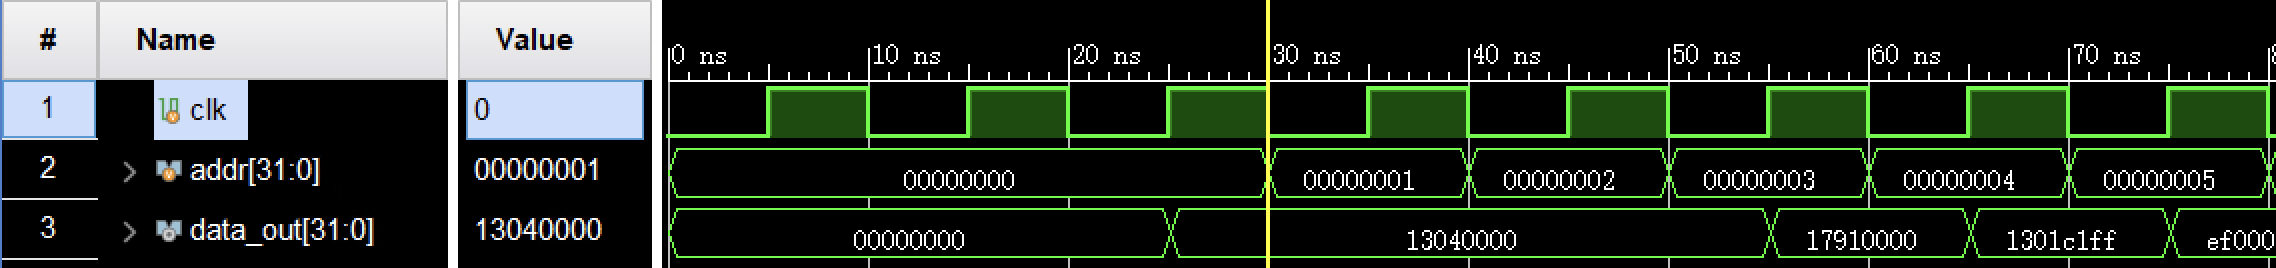 # Name Value 0 ns 10 ns 20 ns 30 ns 40 ns 50 ns 60 ns 70 ns 8
1 clk 0
2 > addr[31:0] 00000001 00000000 00000001 00000002 00000003 00000004 00000005
3 > data_out[31:0] 13040000 00000000 13040000 17910000 1301c1ff ef000